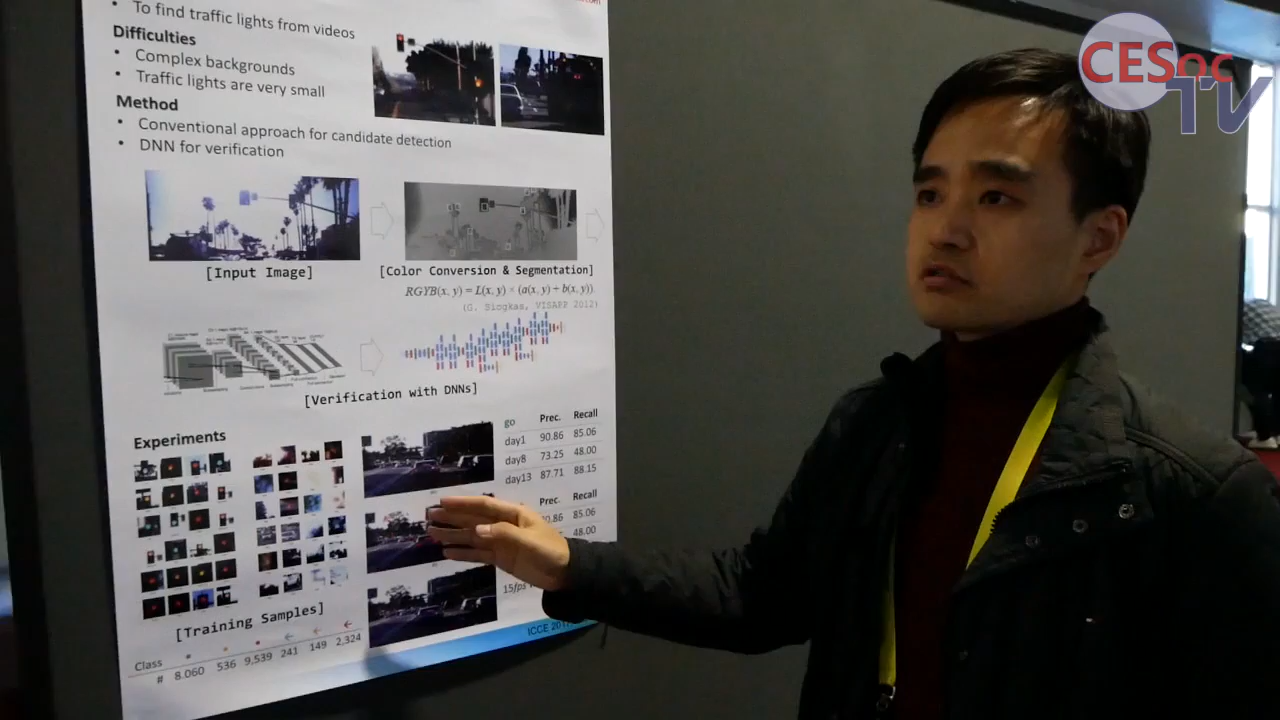 CESoc
TV
• To find traffic lights from videos
Difficulties
• Complex backgrounds
• Traffic lights are very small
Method
• Conventional approach for candidate detection
• DNN for verification
[Input Image]
[Color Conversion & Segmentation]
RGYB(x, y) = L(x, y) × (a(x, y) + b(x, y))
(G. Siogkas, VISAPP 2012)
[Verification with DNNs]
Experiments
go Prec. Recall
day1 90.86 85.06
day8 73.25 48.00
day13 87.71 88.15
Prec. Recall
85.06
48.00
15fps
[Training Samples]
Class
# 8.060 536 9,539 241 149 2,324
ICCE